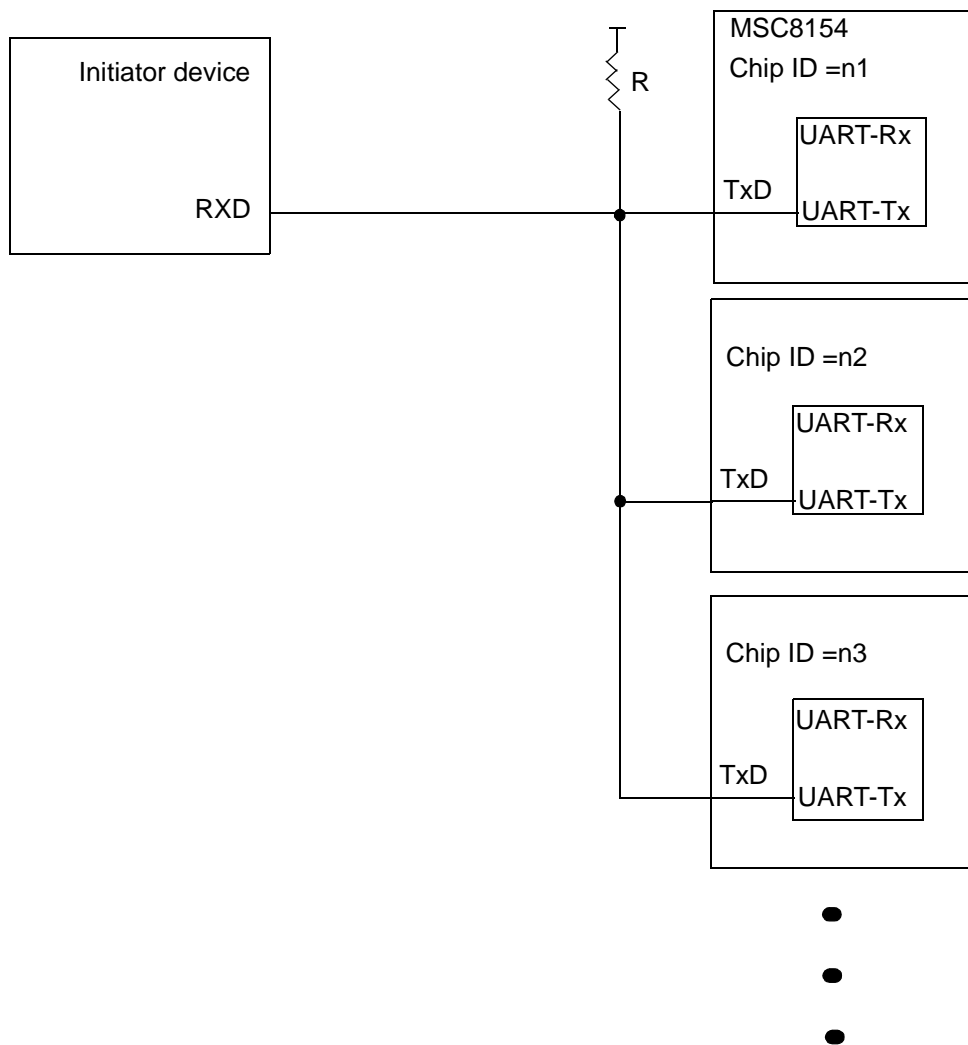 Initiator device
RXD
R
MSC8154
Chip ID =n1
UART-Rx
TxD
UART-Tx
Chip ID =n2
UART-Rx
TxD
UART-Tx
Chip ID =n3
UART-Rx
TxD
UART-Tx